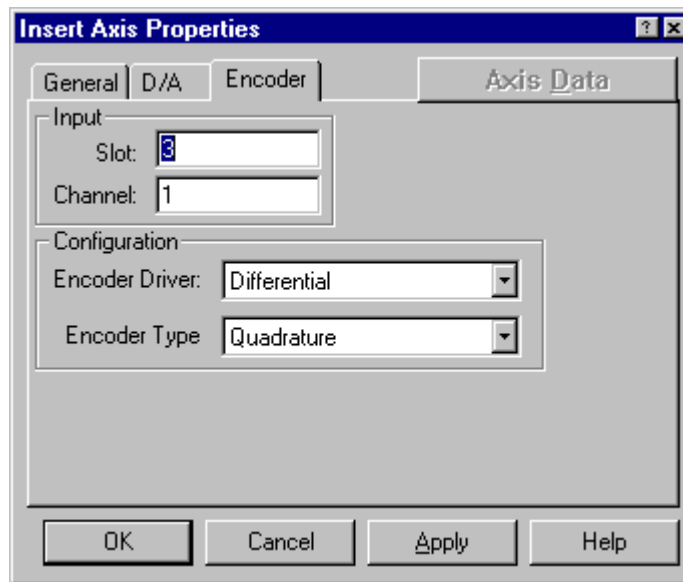 Insert Axis Properties
General D/A Encoder Axis Data
Input
Slot: 3
Channel: 1
Configuration
Encoder Driver: Differential
Encoder Type Quadrature
OK Cancel Apply Help